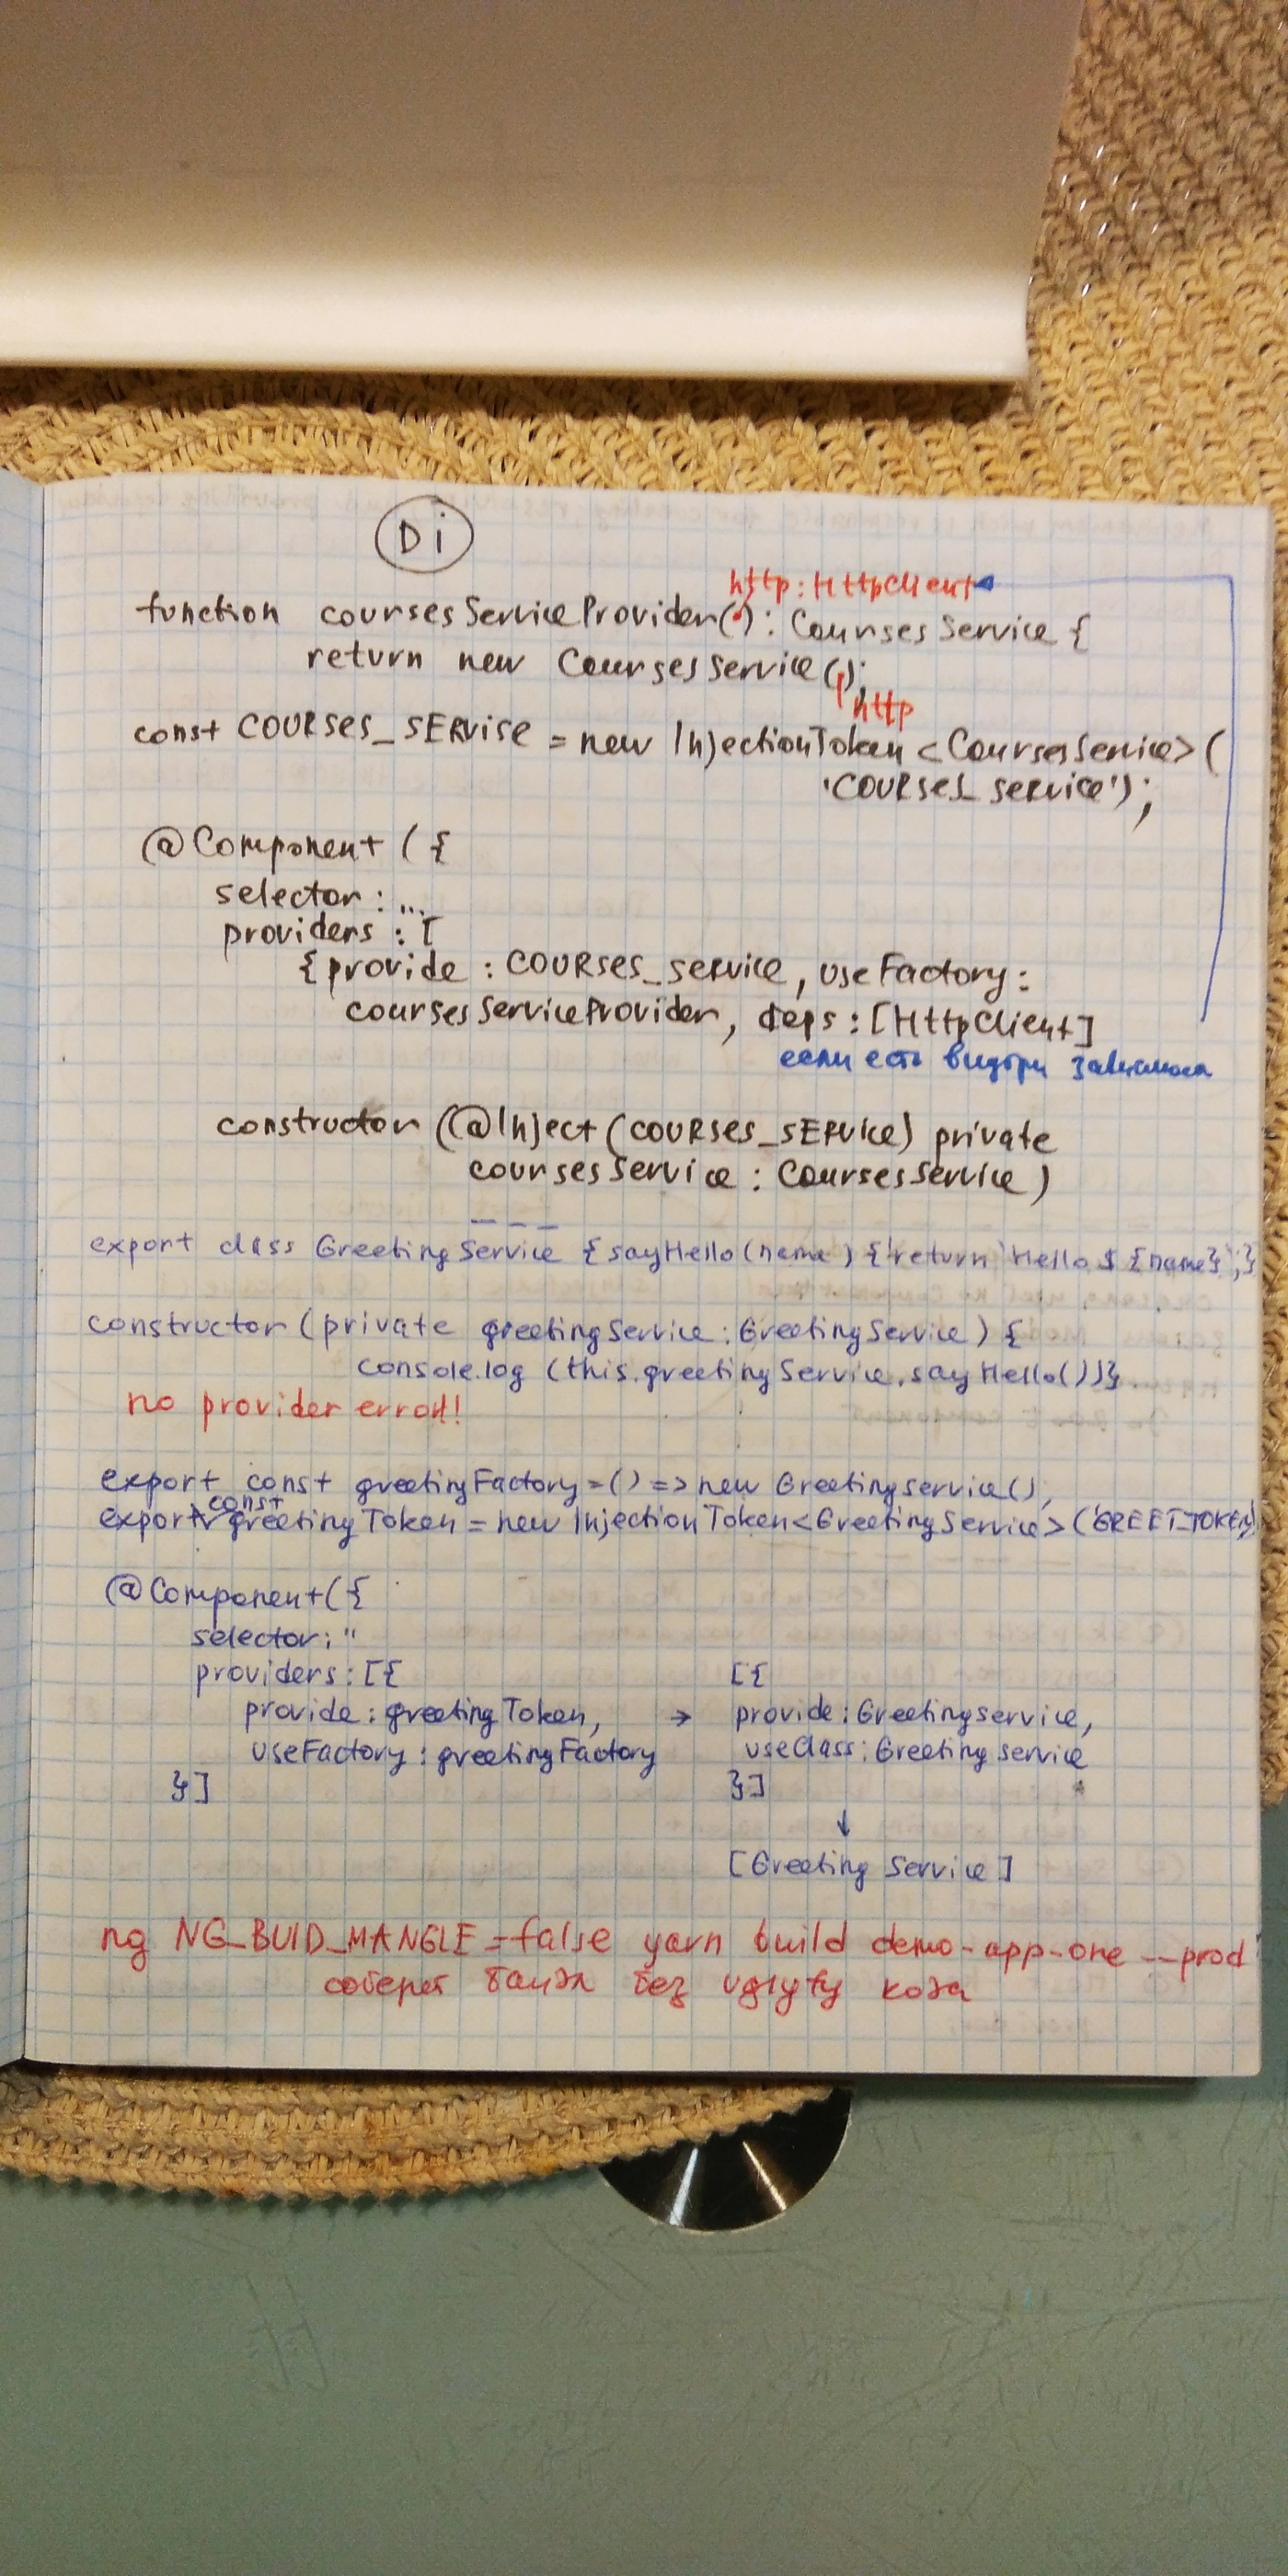 Di
http: HttpClient
function coursesServiceProvider(): CoursesService {
return new CoursesService();
http
const COURSES_SERVICE = new InjectionToken<CoursesService>(
'COURSES_SERVICE');
@Component({
selector: ...
providers: [
{provide: COURSES_SERVICE, useFactory:
coursesServiceProvider, deps: [HttpClient]
если есть внутри
constructor (@Inject(COURSES_SERVICE) private
coursesService: CoursesService)
export class GreetingService {sayHello(name) {return `Hello ${name}`;}
constructor(private greetingService: GreetingService) {
console.log (this.greetingService.sayHello())}
no provider error!
export const greetingFactory = () => new GreetingService();
const
export greetingToken = new InjectionToken<GreetingService>('GREET_TOKEN')
@Component({
selector: "
providers: [{ [{
provide: greetingToken, → provide: GreetingService,
useFactory: greetingFactory useClass: GreetingService
}] }]
↓
[GreetingService]
ng NG_BUID_MANGLE=false yarn build demo-app-one --prod
соберет бандл без uglyfy кода